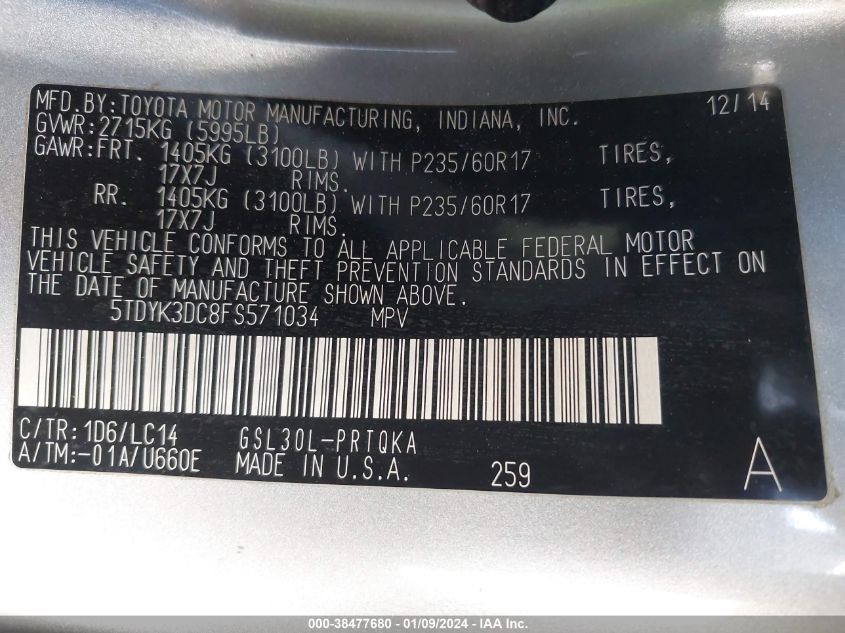 MFD.BY:TOYOTA MOTOR MANUFACTURING, INDIANA, INC. 12/14
GVWR:2715KG (5995LB)
GAWR:FRT. 1405KG (3100LB) WITH P235/60R17 TIRES,
17X7J RIMS.
RR. 1405KG (3100LB) WITH P235/60R17 TIRES,
17X7J RIMS.
THIS VEHICLE CONFORMS TO ALL APPLICABLE FEDERAL MOTOR
VEHICLE SAFETY AND THEFT PREVENTION STANDARDS IN EFFECT ON
THE DATE OF MANUFACTURE SHOWN ABOVE.
5TDYK3DC8FS571034 MPV
C/TR:1D6/LC14 GSL30L-PRTQKA
A/TM:-01A/U660E MADE IN U.S.A. 259 A
000-38477680 - 01/09/2024 - IAA Inc.